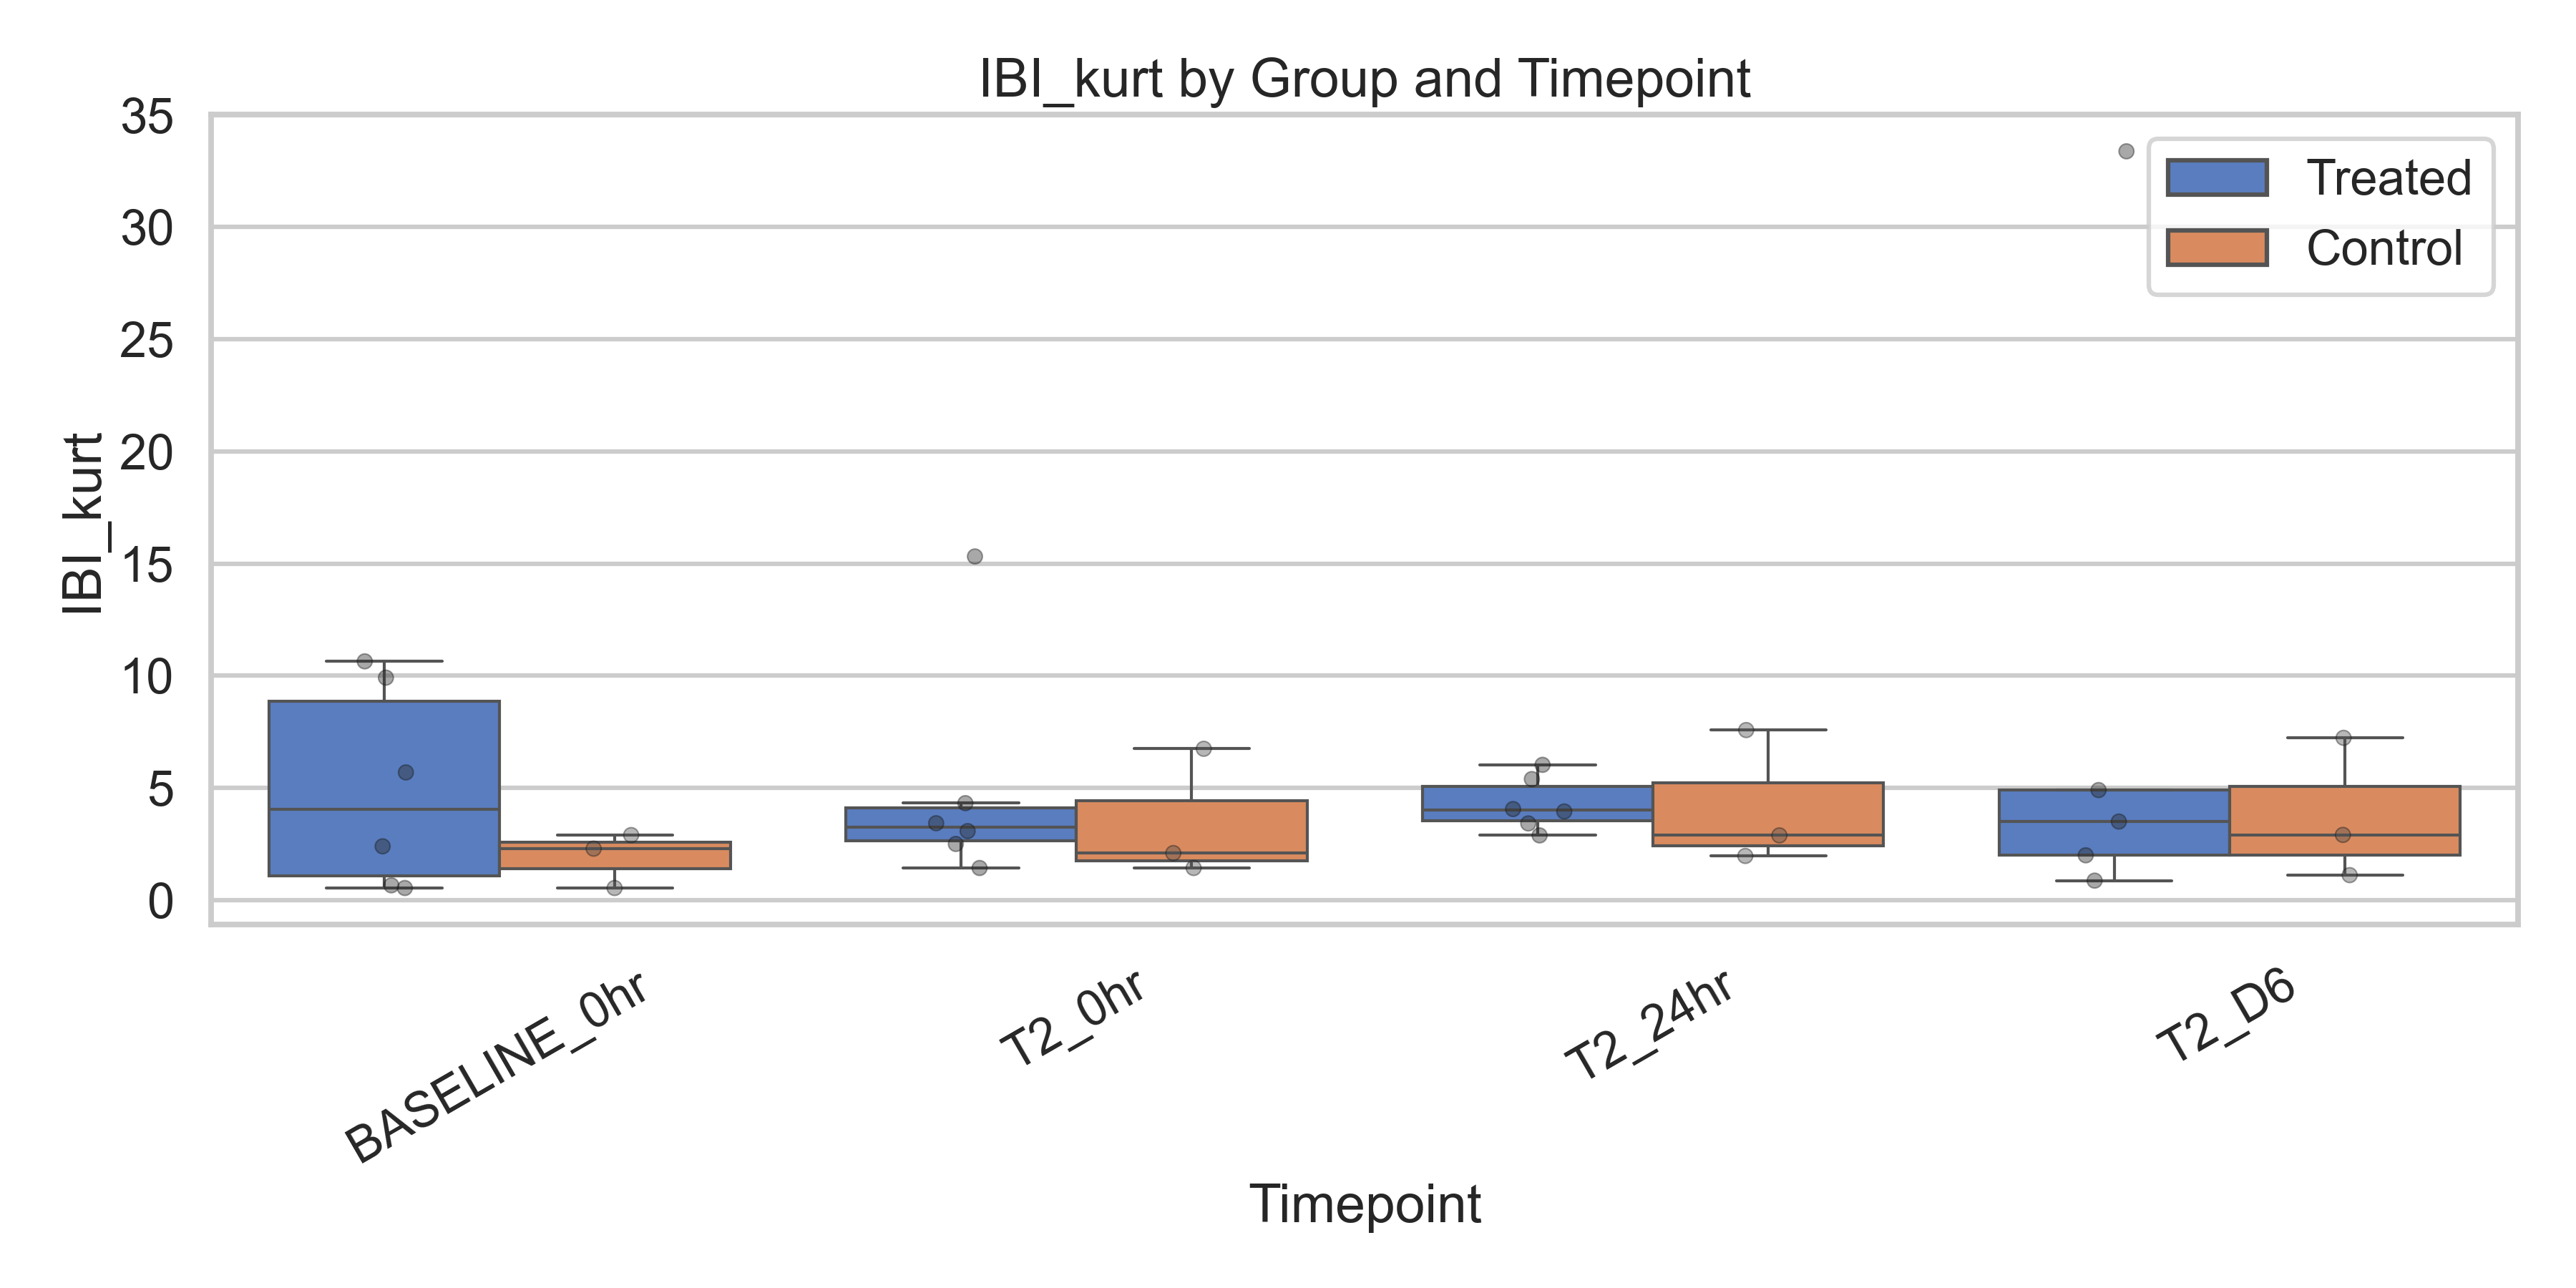 IBI_kurt by Group and Timepoint
35
30
25
20
15
10
5
0
IBI_kurt
Treated
Control
BASELINE_0hr
T2_0hr
T2_24hr
T2_D6
Timepoint